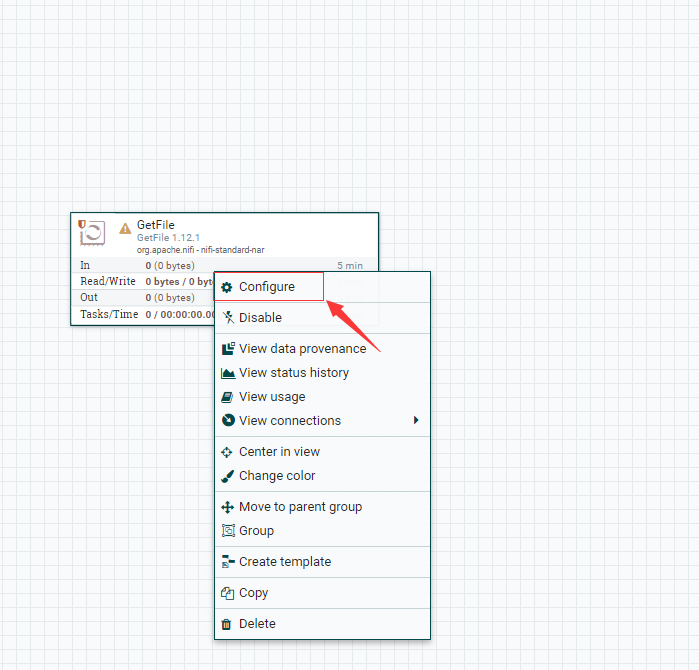 GetFile
GetFile 1.12.1
org.apache.nifi - nifi-standard-nar
In 0 (0 bytes) 5 min
Read/Write 0 bytes / 0
Out 0 (0 bytes)
Tasks/Time 0 / 00:00:00.00
Configure
Disable
View data provenance
View status history
View usage
View connections
Center in view
Change color
Move to parent group
Group
Create template
Copy
Delete